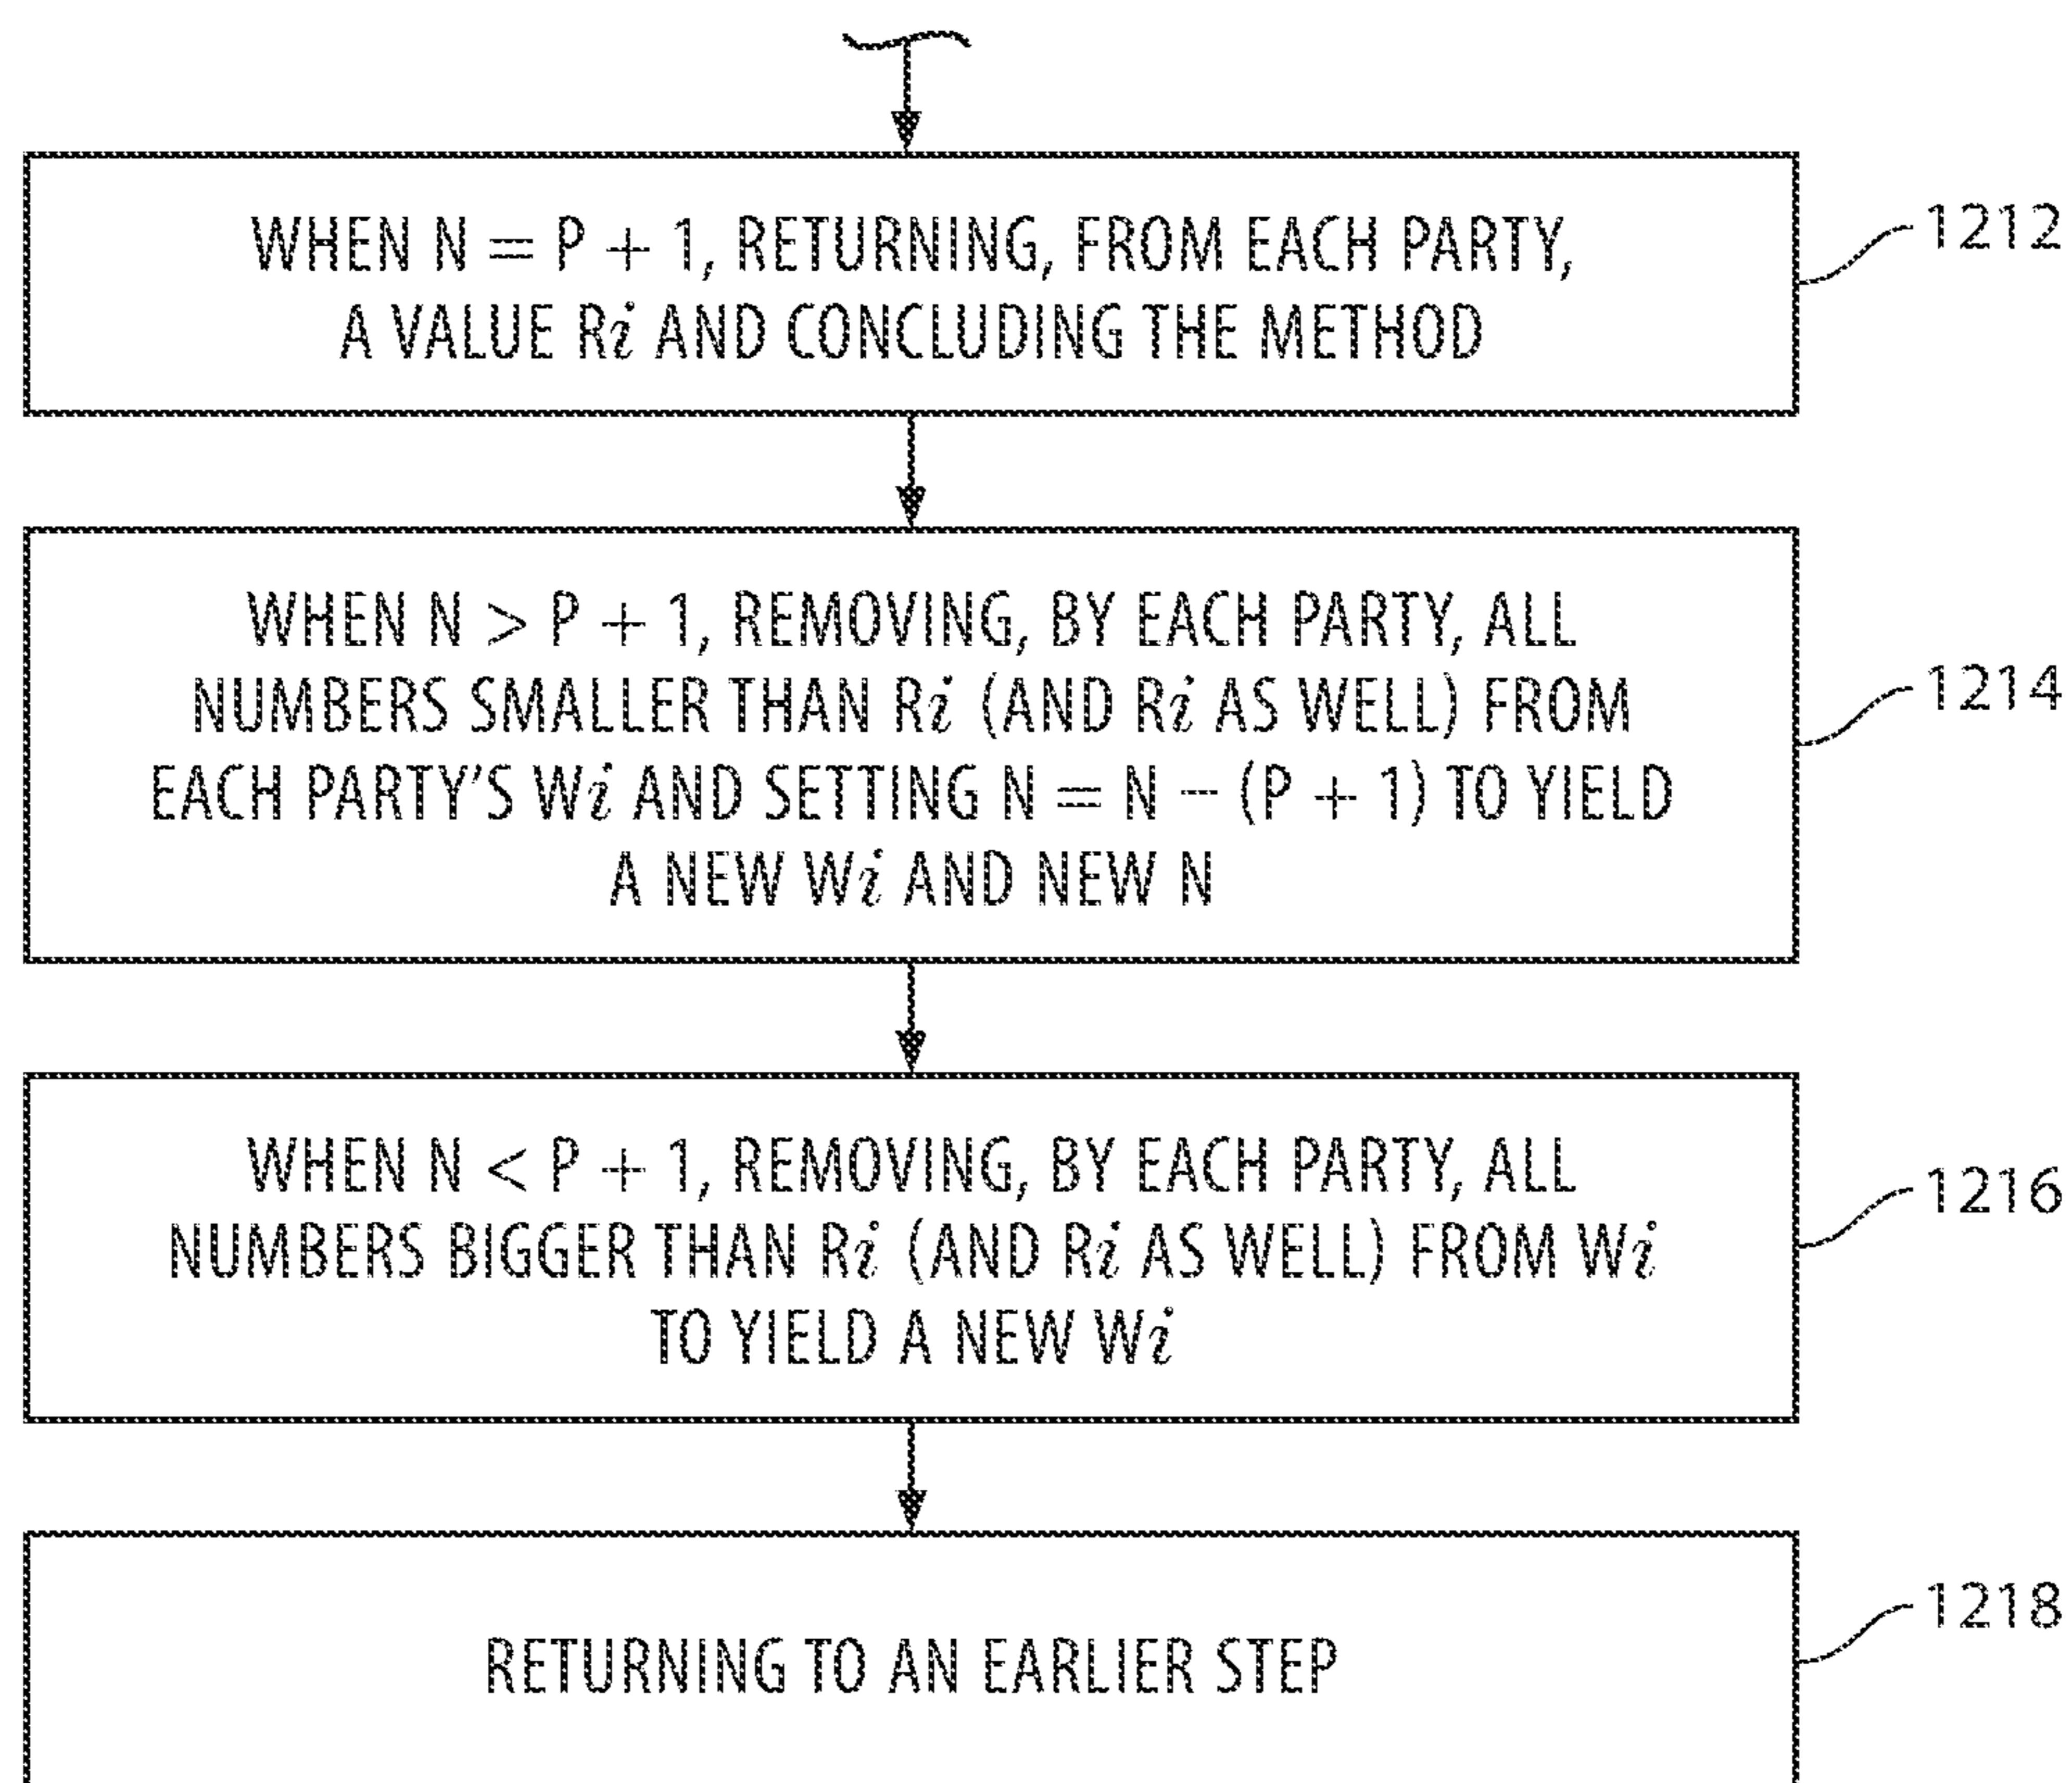 WHEN N = P + 1, RETURNING, FROM EACH PARTY,
A VALUE Ri AND CONCLUDING THE METHOD
1212
WHEN N > P + 1, REMOVING, BY EACH PARTY, ALL
NUMBERS SMALLER THAN Ri (AND Ri AS WELL) FROM
EACH PARTY'S Wi AND SETTING N = N - (P + 1) TO YIELD
A NEW Wi AND NEW N
1214
WHEN N < P + 1, REMOVING, BY EACH PARTY, ALL
NUMBERS BIGGER THAN Ri (AND Ri AS WELL) FROM Wi
TO YIELD A NEW Wi
1216
RETURNING TO AN EARLIER STEP
1218